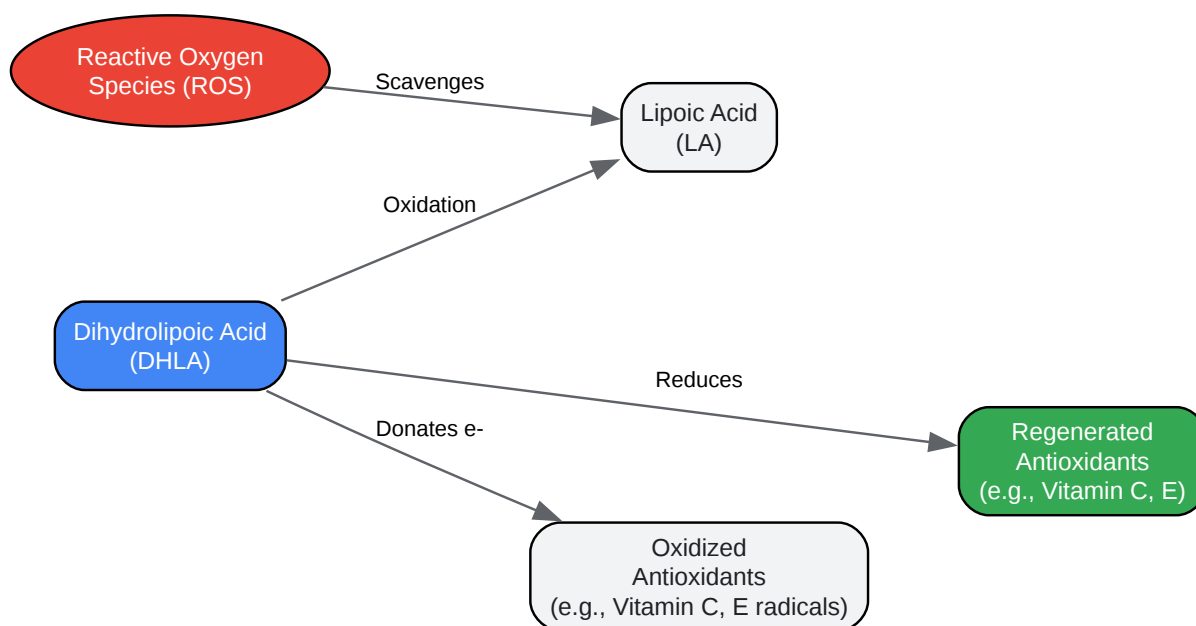 Reactive Oxygen
Species (ROS)
Scavenges
Lipoic Acid
(LA)
Oxidation
Dihydrolipoic Acid
(DHLA)
Reduces
Donates e-
Regenerated
Antioxidants
(e.g., Vitamin C, E)
Oxidized
Antioxidants
(e.g., Vitamin C, E radicals)